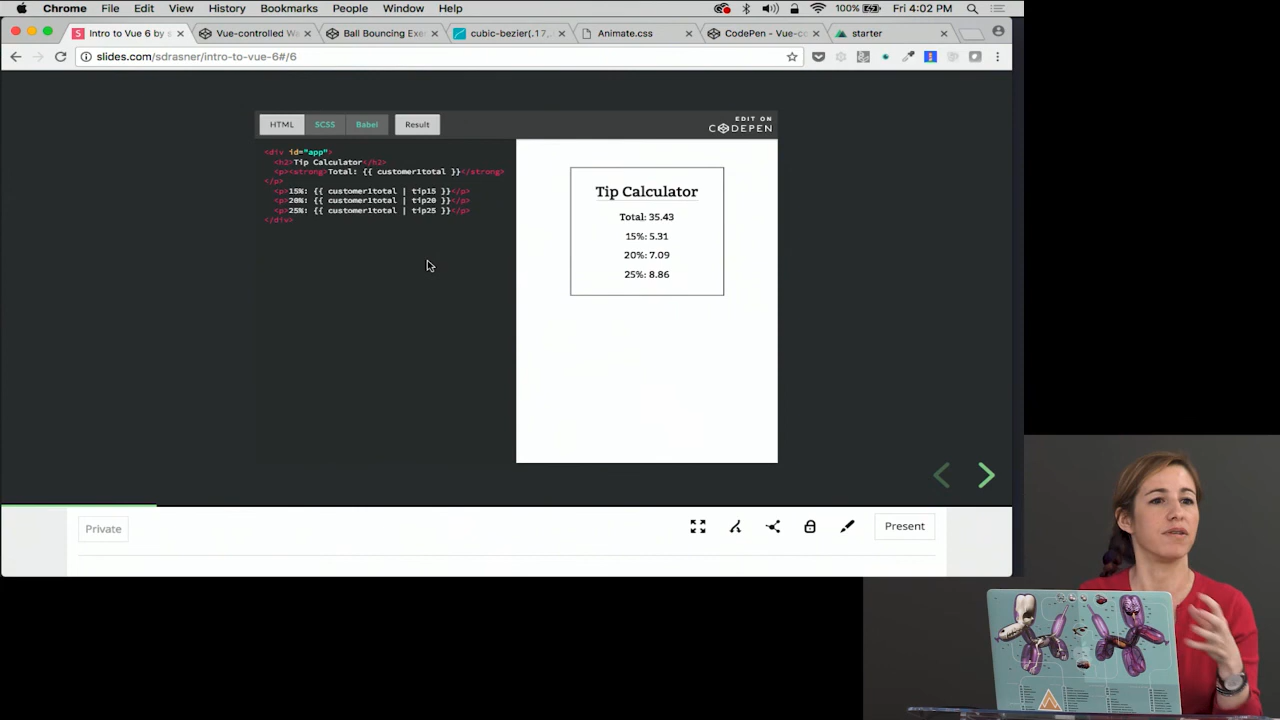 Chrome File Edit View History Bookmarks People Window Help
100% Fri 4:02 PM
Intro to Vue 6 by s
Vue-controlled Wa
Ball Bouncing Exer
cubic-bezier(.17,
Animate.css
CodePen - Vue-co
starter
slides.com/sdrasner/intro-to-vue-6#/6
HTML SCSS Babel Result
EDIT ON
CODEPEN
<div id="app">
<h2>Tip Calculator</h2>
<p><strong>Total: {{ customer1total }}</strong>
</p>
<p>15%: {{ customer1total | tip15 }}</p>
<p>20%: {{ customer1total | tip20 }}</p>
<p>25%: {{ customer1total | tip25 }}</p>
</div>
Tip Calculator
Total: 35.43
15%: 5.31
20%: 7.09
25%: 8.86
Private
Present